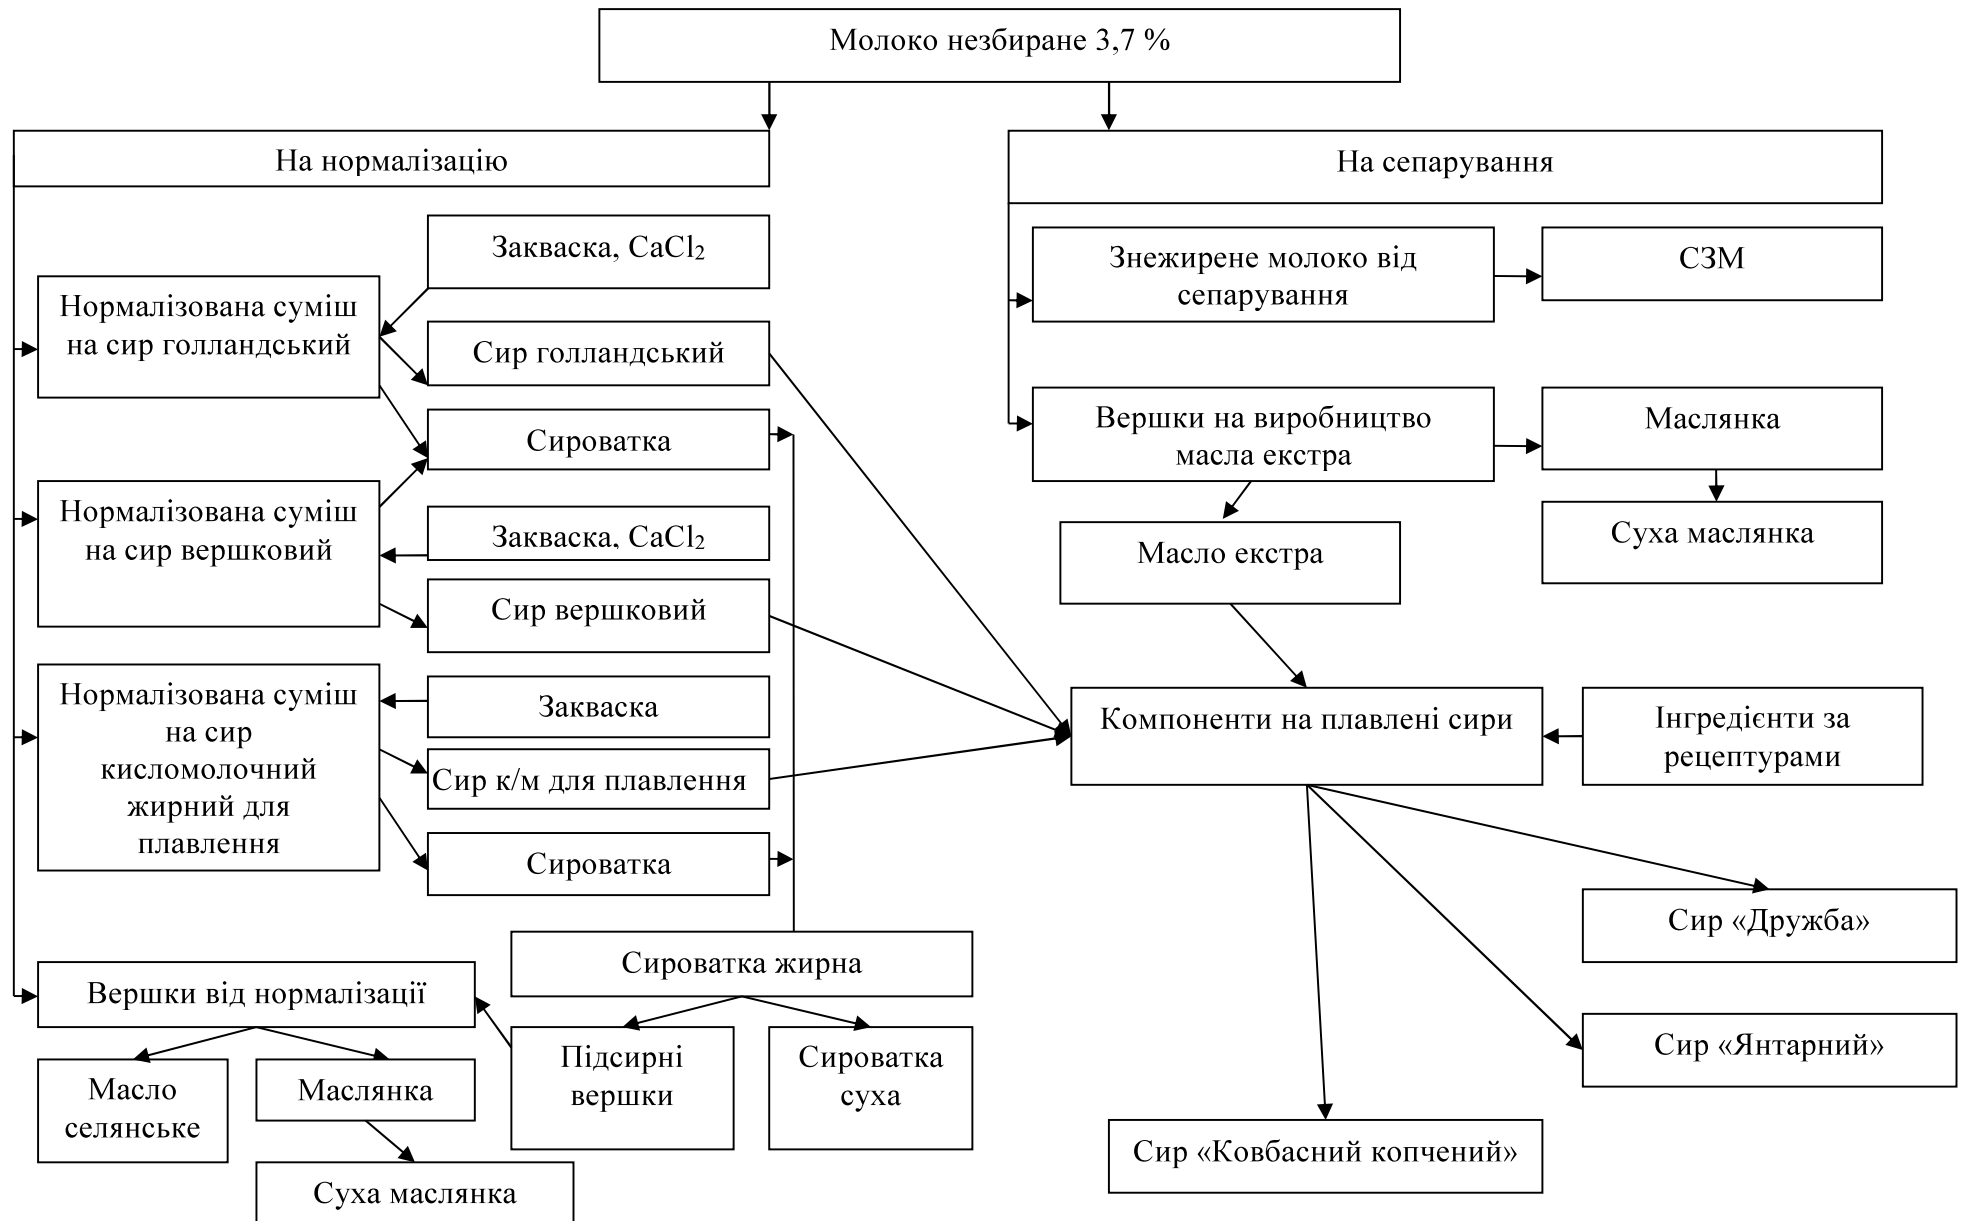 Молоко незбиране 3,7 %
На нормалізацію
На сепарування
Закваска, CaCl₂
Нормалізована суміш
на сир голландський
Сир голландський
Сироватка
Нормалізована суміш
на сир вершковий
Закваска, CaCl₂
Сир вершковий
Нормалізована суміш
на сир
кисломолочний
жирний для
плавлення
Закваска
Сир к/м для плавлення
Сироватка
Сироватка жирна
Вершки від нормалізації
Масло
селянське
Маслянка
Підсирні
вершки
Сироватка
суха
Суха маслянка
Знежирене молоко від
сепарування
СЗМ
Вершки на виробництво
масла екстра
Маслянка
Суха маслянка
Масло екстра
Компоненти на плавлені сири
Інгредієнти за
рецептурами
Сир «Дружба»
Сир «Янтарний»
Сир «Ковбасний копчений»